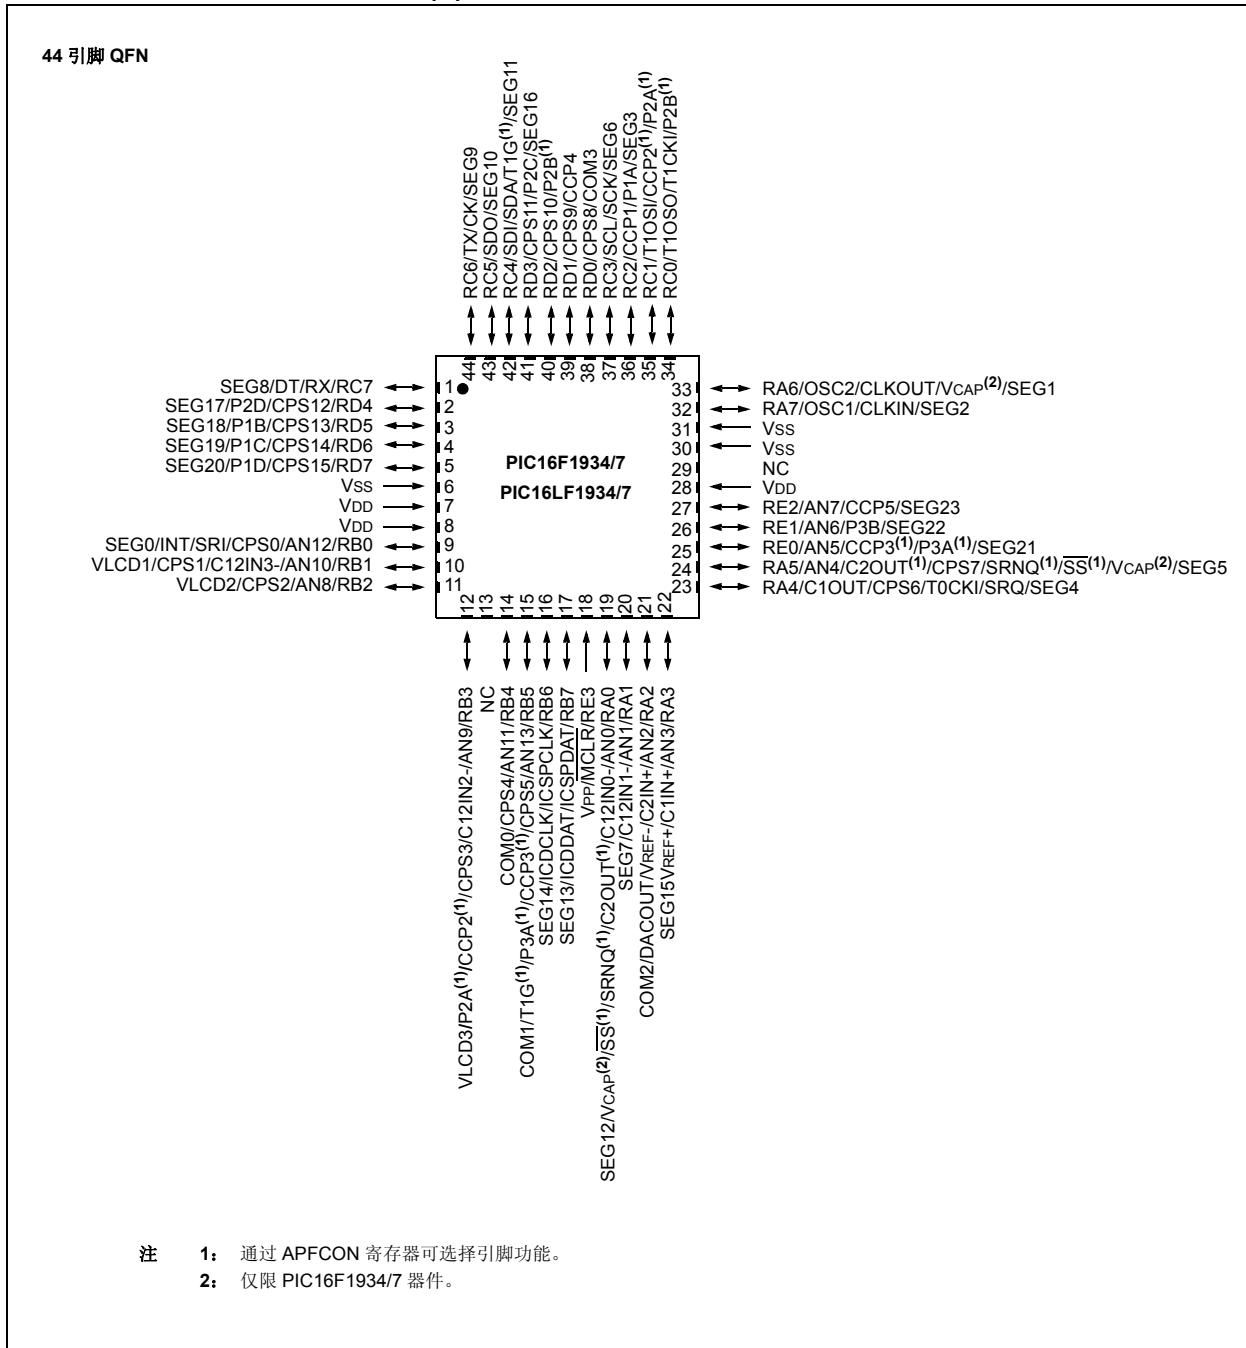 44 引脚 QFN
RC6/TX/CK/SEG9
RC5/SDO/SEG10
RC4/SDI/SDA/T1G(1)/SEG11
RD3/CPS11/P2C/SEG16
RD2/CPS10/P2B(1)
RD1/CPS9/CCP4
RD0/CPS8/COM3
RC3/SCL/SCK/SEG6
RC2/CCP1/P1A/SEG3
RC1/T1OSI/CCP2(1)/P2A(1)
RC0/T1OSO/T1CKI/P2B(1)
44 43 42 41 40 39 38 37 36 35 34
SEG8/DT/RX/RC7 1
SEG17/P2D/CPS12/RD4 2
SEG18/P1B/CPS13/RD5 3
SEG19/P1C/CPS14/RD6 4
SEG20/P1D/CPS15/RD7 5
VSS 6
VDD 7
VDD 8
SEG0/INT/SRI/CPS0/AN12/RB0 9
VLCD1/CPS1/C12IN3-/AN10/RB1 10
VLCD2/CPS2/AN8/RB2 11
PIC16F1934/7
PIC16LF1934/7
33 RA6/OSC2/CLKOUT/VCAP(2)/SEG1
32 RA7/OSC1/CLKIN/SEG2
31 VSS
30 VSS
29 NC
28 VDD
27 RE2/AN7/CCP5/SEG23
26 RE1/AN6/P3B/SEG22
25 RE0/AN5/CCP3(1)/P3A(1)/SEG21
24 RA5/AN4/C2OUT(1)/CPS7/SRNQ(1)/SS(1)/VCAP(2)/SEG5
23 RA4/C1OUT/CPS6/T0CKI/SRQ/SEG4
12 13 14 15 16 17 18 19 20 21 22
VLCD3/P2A(1)/CCP2(1)/CPS3/C12IN2-/AN9/RB3
NC
COM0/CPS4/AN11/RB4
COM1/T1G(1)/P3A(1)/CCP3(1)/CPS5/AN13/RB5
SEG14/ICDCLK/ICSPCLK/RB6
SEG13/ICDDAT/ICSPDAT/RB7
VPP/MCLR/RE3
SEG12/VCAP(2)/SS(1)/SRNQ(1)/C2OUT(1)/C12IN0-/AN0/RA0
SEG7/C12IN1-/AN1/RA1
COM2/DACOUT/VREF-/C2IN+/AN2/RA2
SEG15VREF+/C1IN+/AN3/RA3
注 1： 通过 APFCON 寄存器可选择引脚功能。
2： 仅限 PIC16F1934/7 器件。